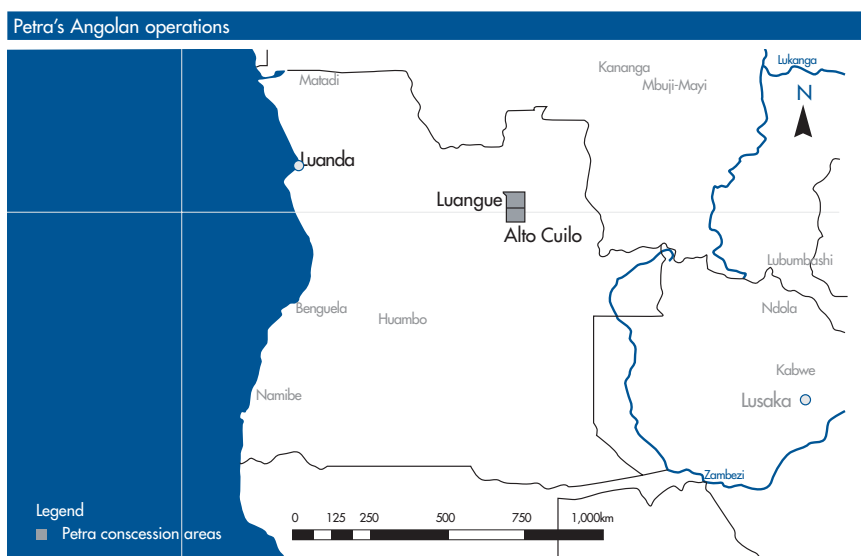 Petra's Angolan operations
Lukanga
Kananga
Matadi
Mbuji-Mayi
N
Luanda
Luangue
Alto Cuilo
Lubumbashi
Benguela
Ndola
Huambo
Kabwe
Namibe
Lusaka
Zambezi
Legend
Petra conscession areas
0 125 250 500 750 1,000km